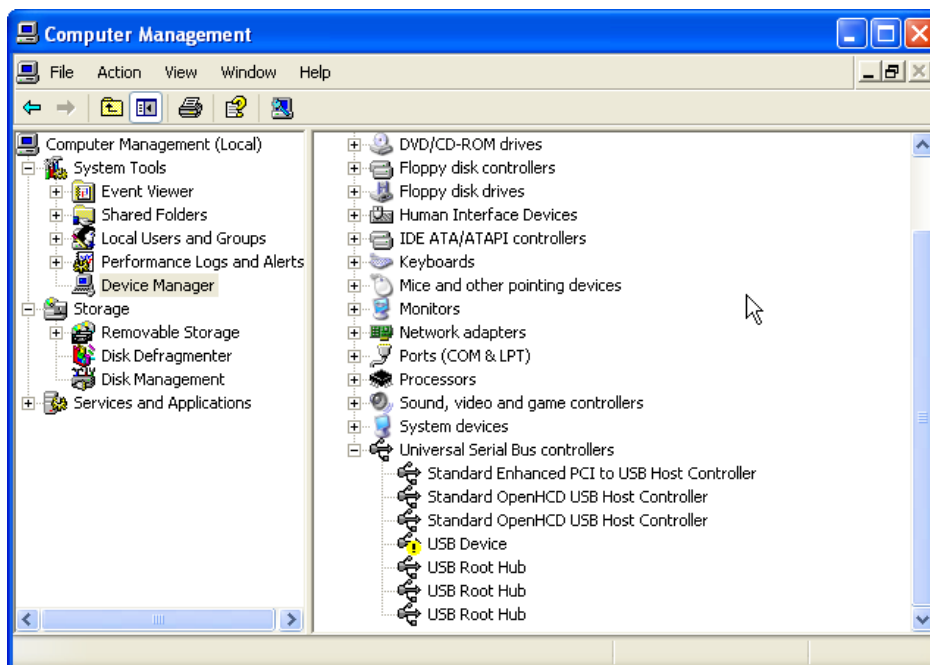 Computer Management
File Action View Window Help
Computer Management (Local)
System Tools
Event Viewer
Shared Folders
Local Users and Groups
Performance Logs and Alerts
Device Manager
Storage
Removable Storage
Disk Defragmenter
Disk Management
Services and Applications
DVD/CD-ROM drives
Floppy disk controllers
Floppy disk drives
Human Interface Devices
IDE ATA/ATAPI controllers
Keyboards
Mice and other pointing devices
Monitors
Network adapters
Ports (COM & LPT)
Processors
Sound, video and game controllers
System devices
Universal Serial Bus controllers
Standard Enhanced PCI to USB Host Controller
Standard OpenHCD USB Host Controller
Standard OpenHCD USB Host Controller
USB Device
USB Root Hub
USB Root Hub
USB Root Hub